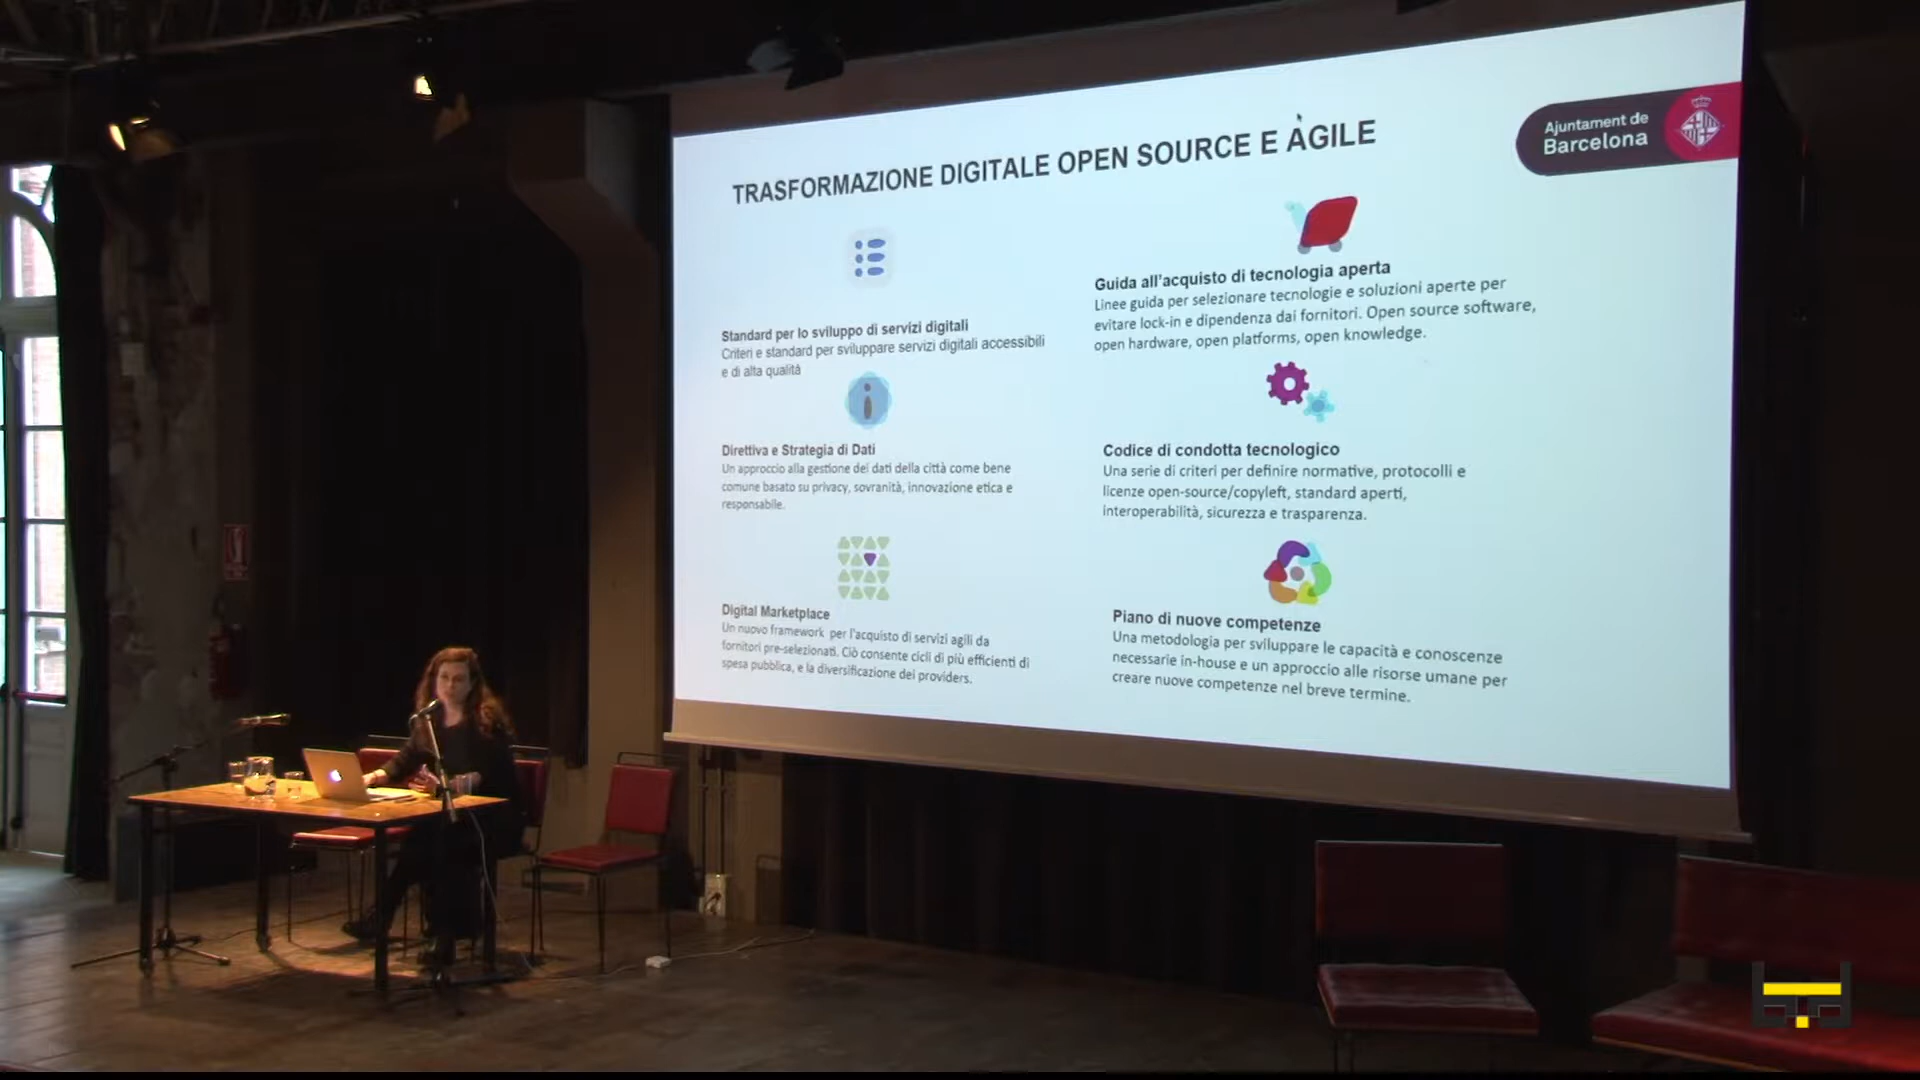 TRASFORMAZIONE DIGITALE OPEN SOURCE E AGILE
Ajuntament de
Barcelona
Standard per lo sviluppo di servizi digitali
Criteri e standard per sviluppare servizi digitali accessibili
e di alta qualità
Direttiva e Strategia di Dati
Un approccio alla gestione dei dati della città come bene
comune basato su privacy, sovranità, innovazione etica e
responsabile.
Digital Marketplace
Un nuovo framework per l'acquisto di servizi agili da
fornitori pre-selezionati. Ciò consente cicli di più efficienti di
spesa pubblica, e la diversificazione dei providers.
Guida all'acquisto di tecnologia aperta
Linee guida per selezionare tecnologie e soluzioni aperte per
evitare lock-in e dipendenza dai fornitori. Open source software,
open hardware, open platforms, open knowledge.
Codice di condotta tecnologico
Una serie di criteri per definire normative, protocolli e
licenze open-source/copyleft, standard aperti,
interoperabilità, sicurezza e trasparenza.
Piano di nuove competenze
Una metodologia per sviluppare le capacità e conoscenze
necessarie in-house e un approccio alle risorse umane per
creare nuove competenze nel breve termine.